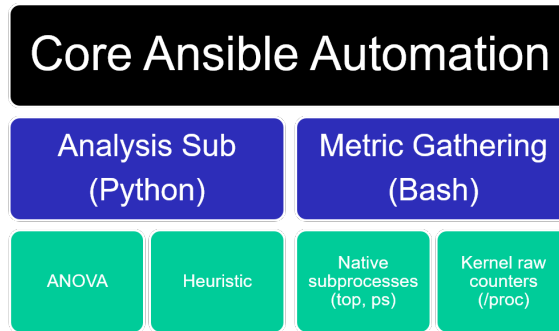 Core Ansible Automation
Analysis Sub
(Python)
Metric Gathering
(Bash)
ANOVA
Heuristic
Native
subprocesses
(top, ps)
Kernel raw
counters
(/proc)